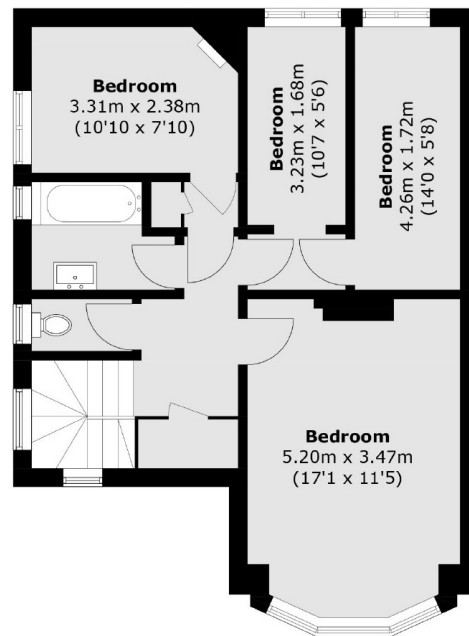 Bedroom
3.31m x 2.38m
(10'10 x 7'10)
Bedroom
3.23m x 1.68m
(10'7 x 5'6)
Bedroom
4.26m x 1.72m
(14'0 x 5'8)
Bedroom
5.20m x 3.47m
(17'1 x 11'5)